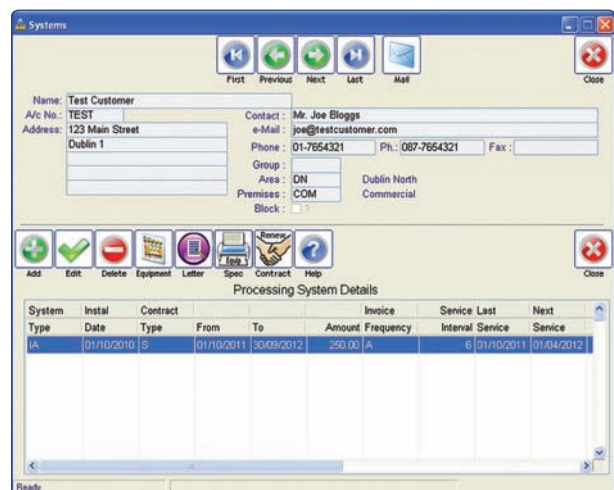 Systems
First Previous Next Last Mail Close
Name: Test Customer
A/c No.: TEST Contact : Mr. Joe Bloggs
Address: 123 Main Street e-Mail : joe@testcustomer.com
Dublin 1 Phone : 01-7654321 Ph.: 087-7654321 Fax :
Group :
Area : DN Dublin North
Premises : COM Commercial
Block : ?
Renew
Equip
Add Edit Delete Equipment Letter Spec Contract Help Close
Processing System Details
System Instal Contract Invoice Service Last Next
Type Date Type From To Amount Frequency Interval Service Service
IA 01/10/2010 S 01/10/2011 30/09/2012 250.00 A 6 01/10/2011 01/04/2012
Ready